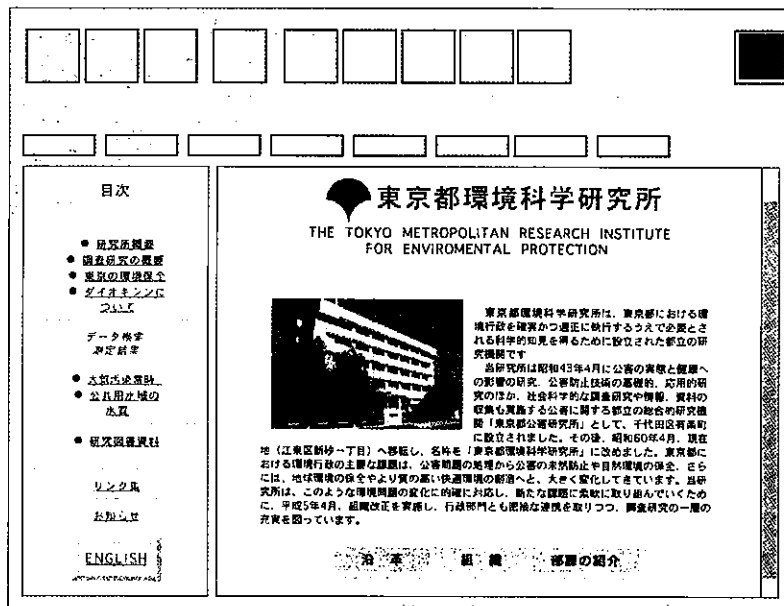 目次
● 研究所概要
● 調査研究の概要
● 東京の環境保全
● ダイオキシンに
ついて
データ検索
測定結果
● 大気汚染常時
● 公共用水域の
水質
● 研究図書資料
リンク集
お知らせ
ENGLISH
東京都環境科学研究所
THE TOKYO METROPOLITAN RESEARCH INSTITUTE
FOR ENVIROMENTAL PROTECTION
東京都環境科学研究所は、東京都における環
境行政を確実かつ適正に執行するうえで必要とさ
れる科学的知見を得るために設立された都立の研
究機関です
当研究所は昭和43年4月に公害の実態と健康へ
の影響の研究、公害防止技術の基礎的、応用的研
究のほか、社会科学的な調査研究や情報、資料の
収集も実施する公害に関する都立の総合的研究機
関「東京都公害研究所」として、千代田区有楽町
に設立されました。その後、昭和60年4月、現在
地（江東区新砂一丁目）へ移転し、名称を「東京都環境科学研究所」に改めました。東京都に
おける環境行政の主要な課題は、公害問題の処理から公害の未然防止や自然環境の保全、さら
には、地球環境の保全やより質の高い快適環境の創造へと、大きく変化してきています。当研
究所は、このような環境問題の変化に的確に対応し、新たな課題に柔軟に取り組んでいくため
に、平成5年4月、組織改正を実施し、行政部門とも密接な連携を取りつつ、調査研究の一層の
充実を図っています。
沿 革 組 織 部署の紹介